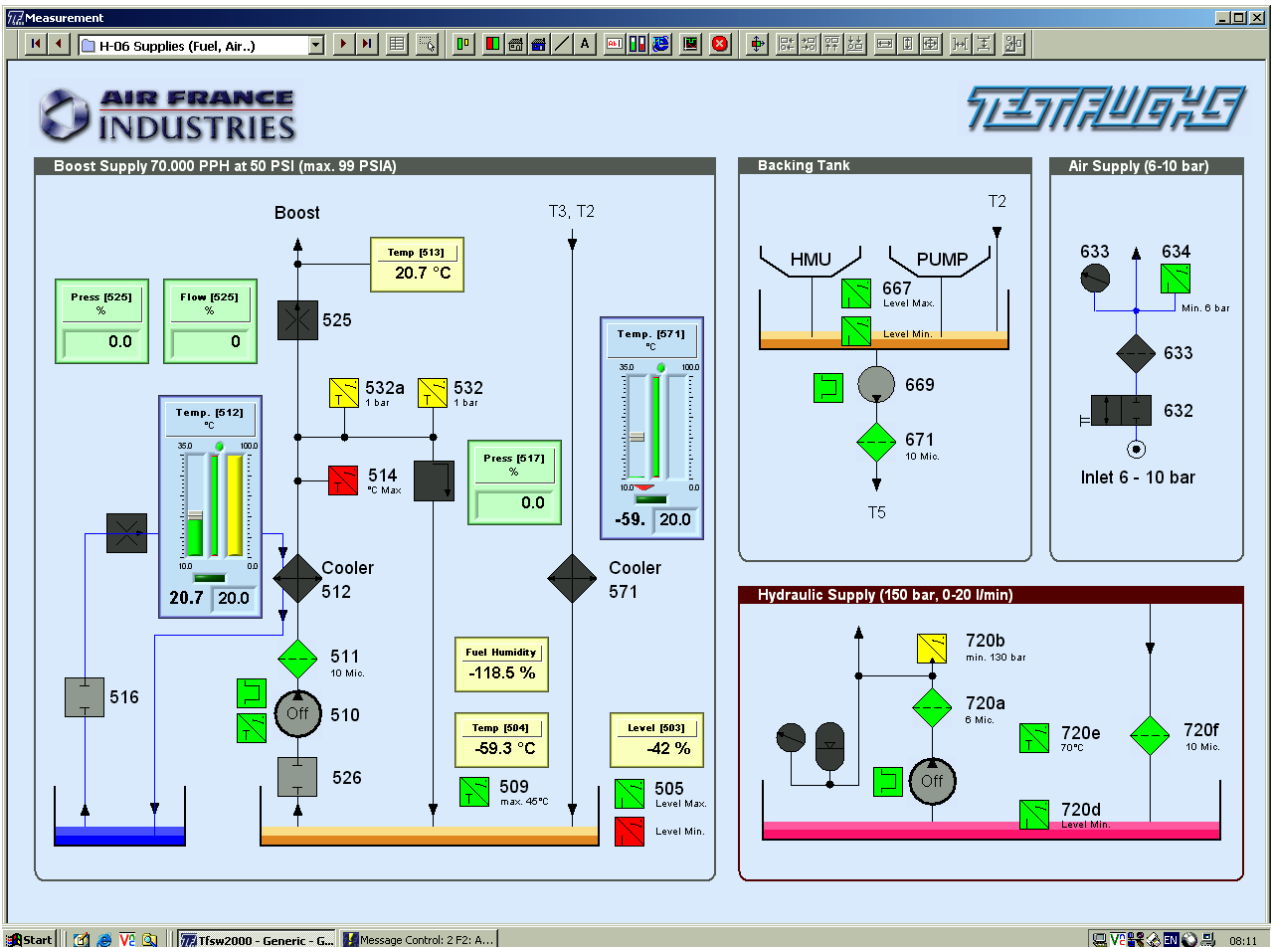 Measurement
H-06 Supplies (Fuel, Air..)
A
AIR FRANCE
INDUSTRIES
TESTFUCHS
Boost Supply 70.000 PPH at 50 PSI (max. 99 PSIA)
Boost
T3, T2
Temp [513]
20.7 °C
Press [525]
%
0.0
Flow [525]
%
0
525
Temp. [571]
°C
35.0
100.0
10.0
0.0
-59.
20.0
532a
1 bar
532
1 bar
T
T
Temp. [512]
°C
35.0
100.0
10.0
0.0
20.7
20.0
514
°C Max
T
Press [517]
%
0.0
Cooler
512
Cooler
571
511
10 Mic.
Fuel Humidity
-118.5 %
516
Off
510
T
Temp [504]
-59.3 °C
Level [503]
-42 %
526
T
509
max. 45°C
505
Level Max.
Level Min.
Backing Tank
T2
HMU
PUMP
667
Level Max.
Level Min.
669
671
10 Mic.
T5
Air Supply (6-10 bar)
633
634
Min. 6 bar
633
632
Inlet 6 - 10 bar
Hydraulic Supply (150 bar, 0-20 l/min)
720b
min. 130 bar
720a
6 Mic.
T
720e
70°C
720f
10 Mic.
Off
720d
Level Min.
Start
Tfsw2000 - Generic - G...
Message Control: 2 F2: A...
EN
08:11